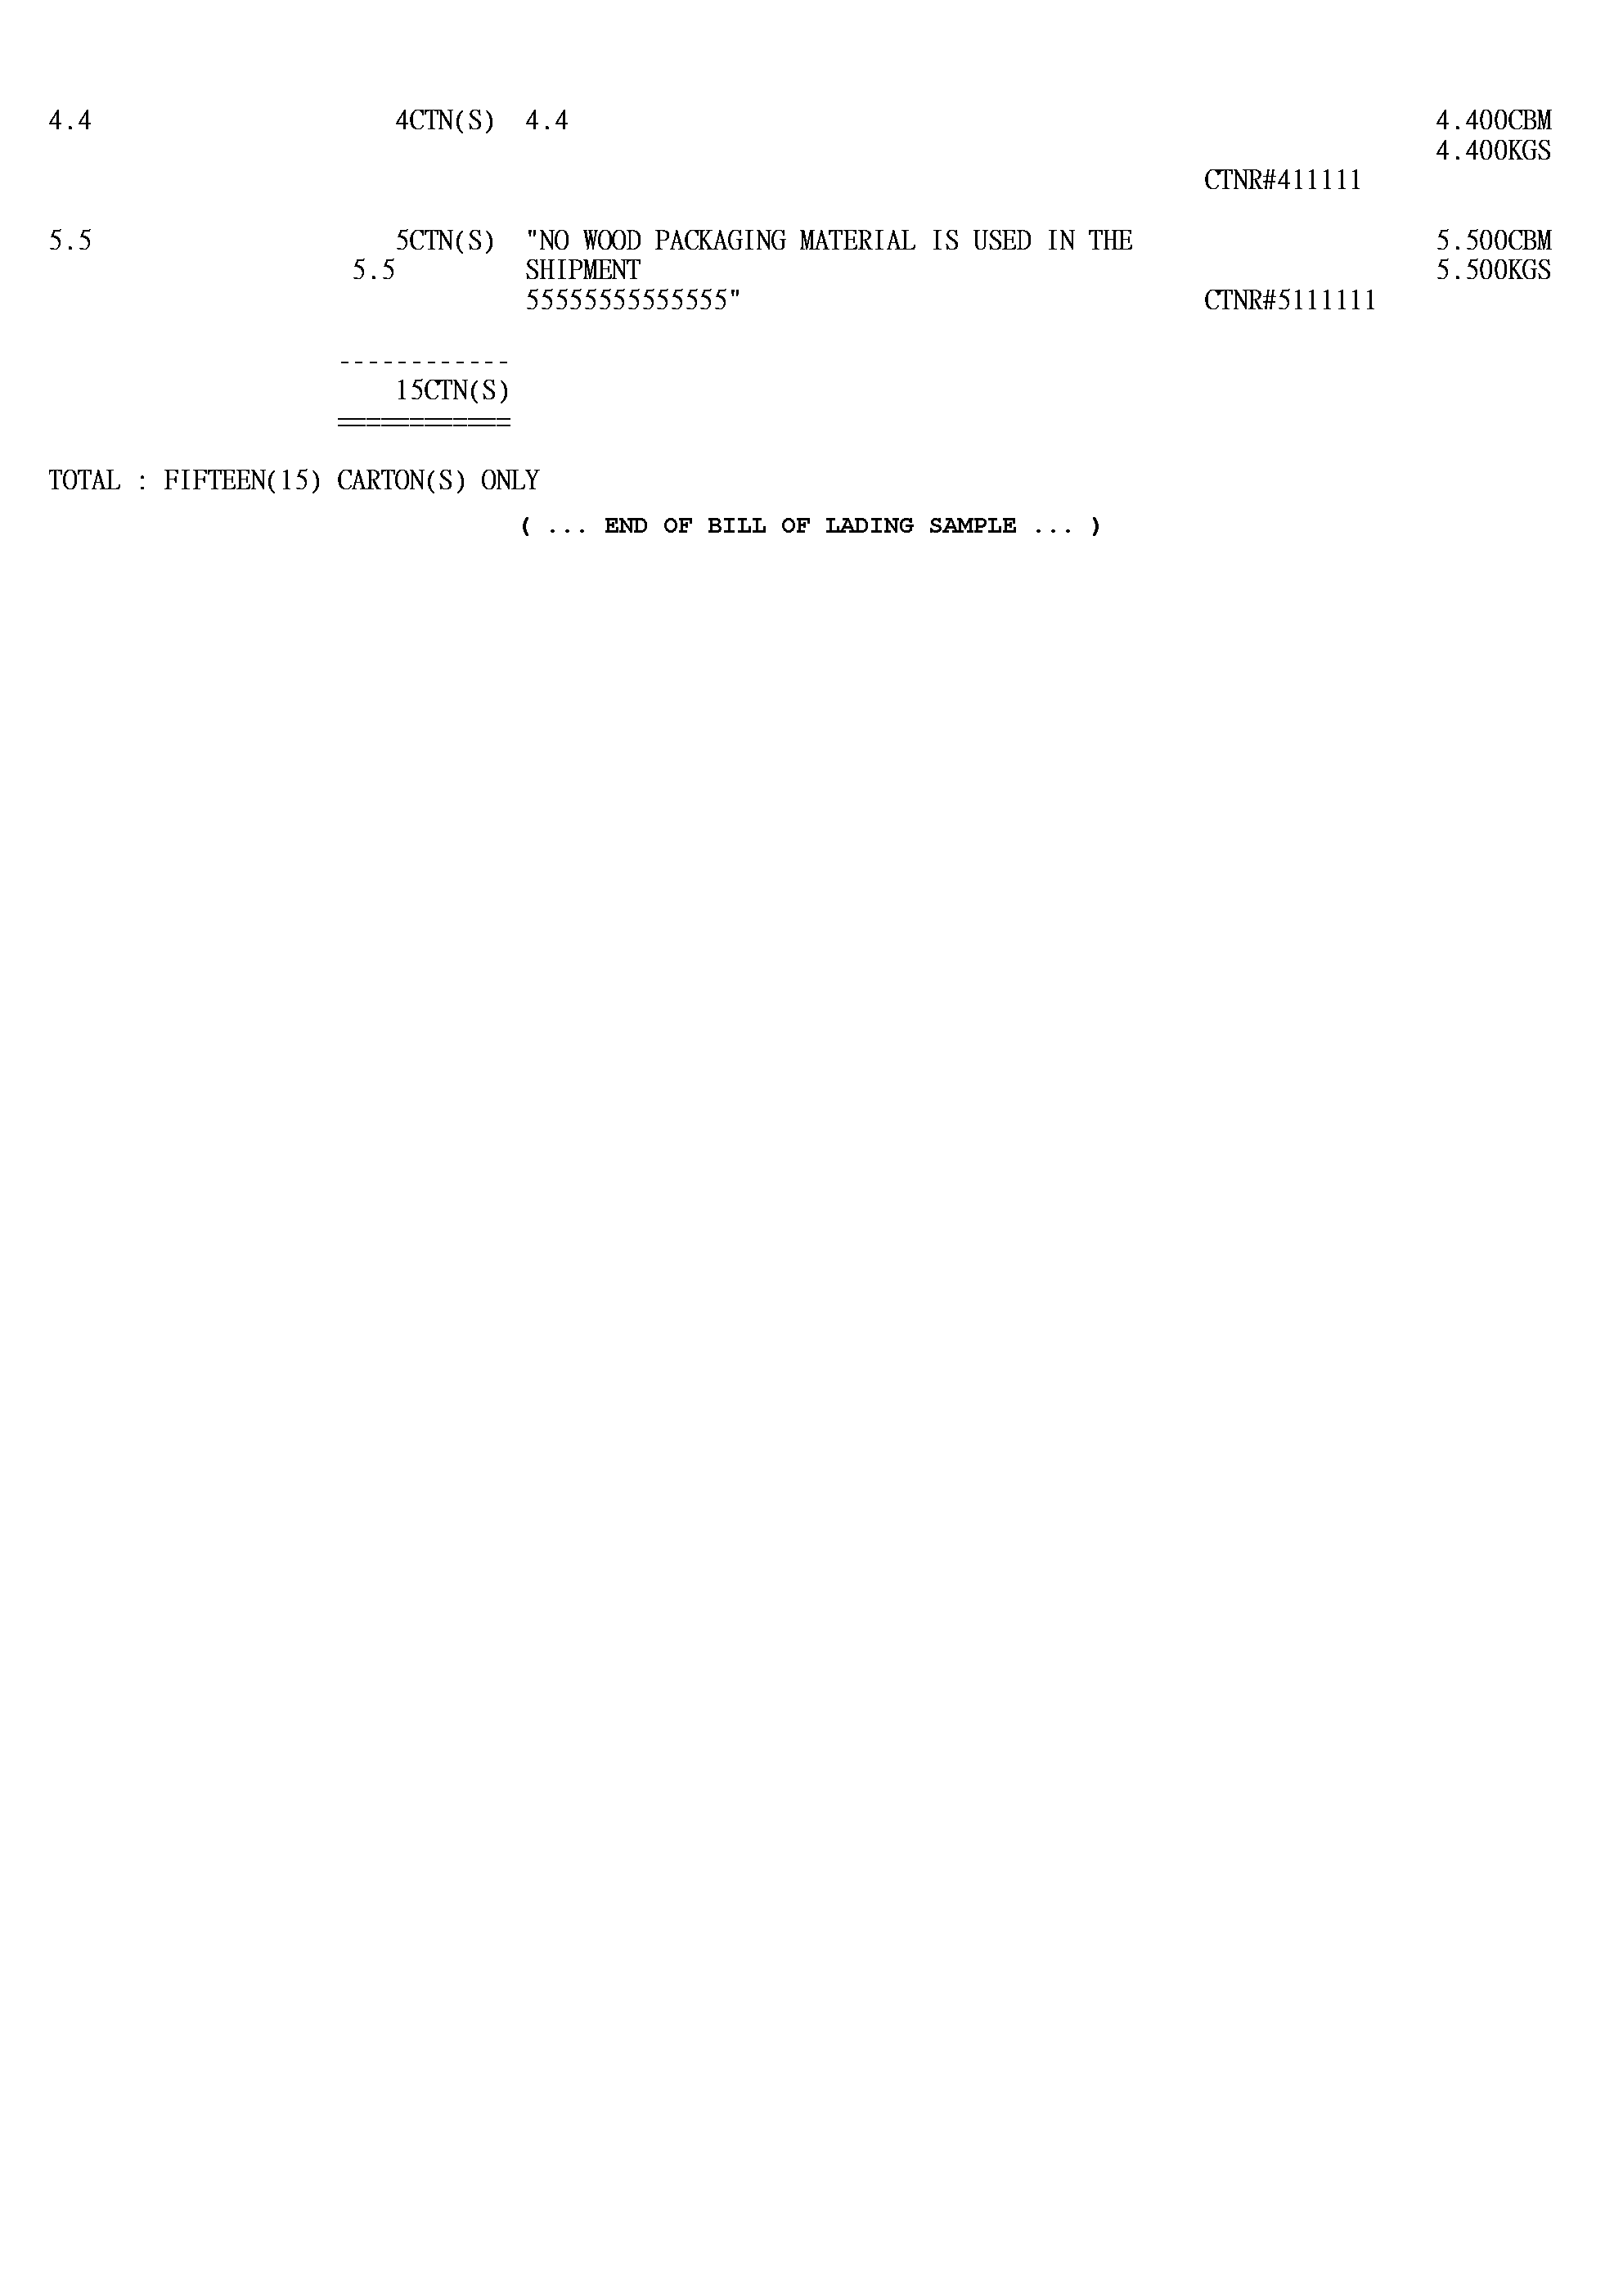 4.4 4CTN(S) 4.4 4.400CBM
4.400KGS
CTNR#411111
5.5 5CTN(S) "NO WOOD PACKAGING MATERIAL IS USED IN THE 5.500CBM
5.5 SHIPMENT 5.500KGS
55555555555555" CTNR#5111111
------------
15CTN(S)
============
TOTAL : FIFTEEN(15) CARTON(S) ONLY
( ... END OF BILL OF LADING SAMPLE ... )